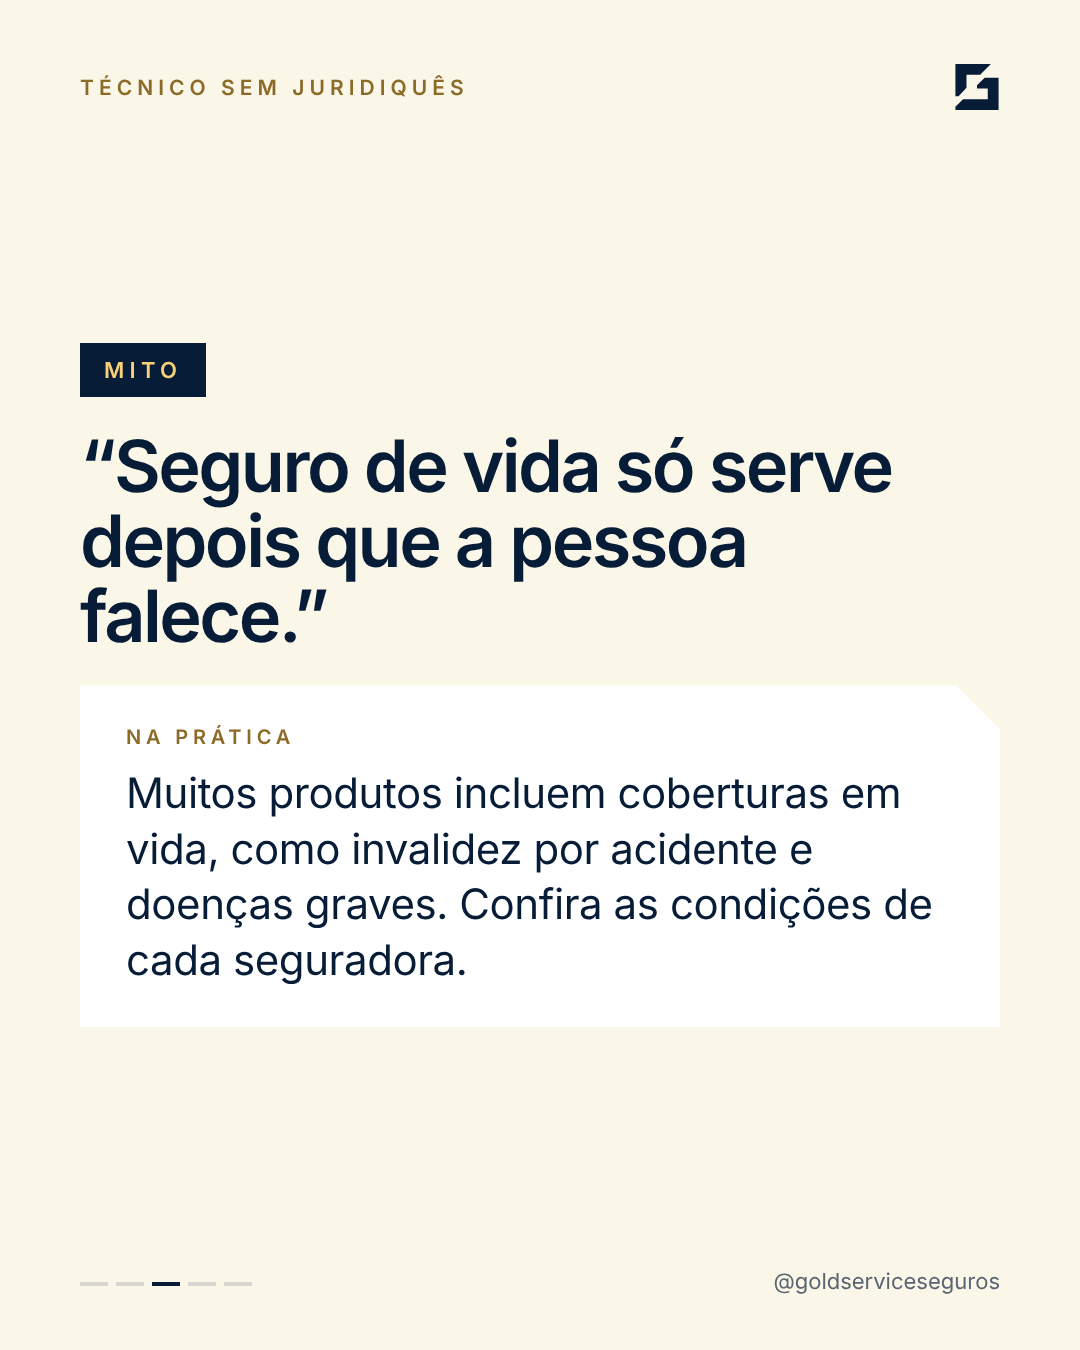 TÉCNICO SEM JURIDIQUÊS
MITO
“Seguro de vida só serve
depois que a pessoa
falece.”
NA PRÁTICA
Muitos produtos incluem coberturas em
vida, como invalidez por acidente e
doenças graves. Confira as condições de
cada seguradora.
@goldserviceseguros